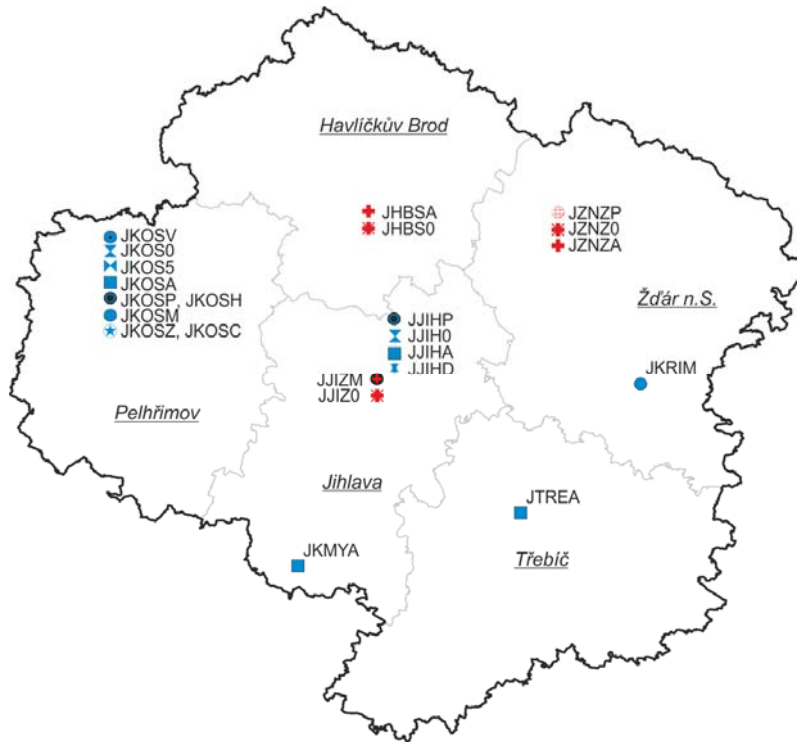 Havlíčkův Brod
JHBSA
JHBS0
JZNZP
JZNZ0
JZNZA
Žďár n.S.
JKOSV
JKOS0
JKOS5
JKOSA
JKOSP, JKOSH
JKOSM
JKOSZ, JKOSC
Pelhřimov
JJIHP
JJIH0
JJIHA
JJIHD
JJIZM
JJIZ0
JKRIM
Jihlava
JKMYA
JTREA
Třebíč